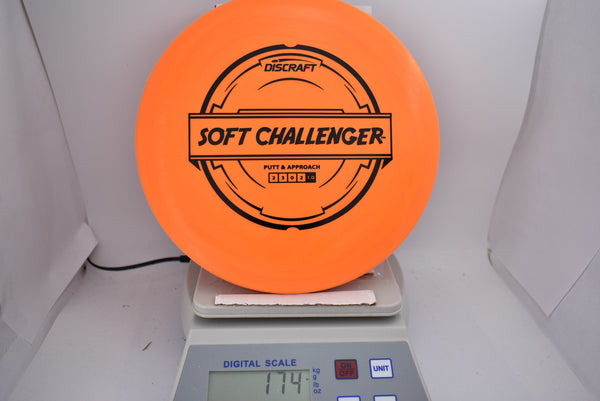 DISCRAFT
SOFT CHALLENGER
PUTT & APPROACH
2 3 0 2
DIGITAL SCALE
174
kg
g
lb
oz
ON
OFF
UNIT